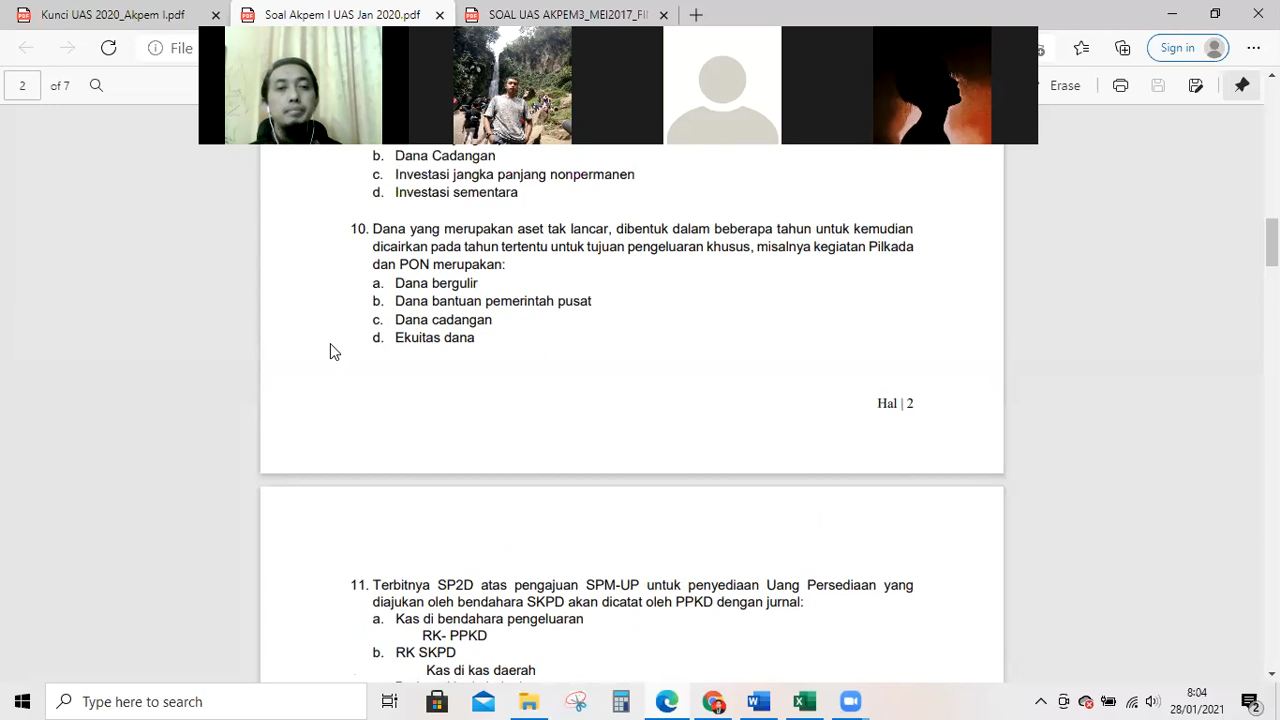 Kunci UAS 2020_Akpem I.pdf
Soal Akpem I UAS Jan 2020.pdf
SOAL UAS AKPEM3_MEI2017_FI
File
Sign in
2 of 7
Erase
b. Dana Cadangan
c. Investasi jangka panjang nonpermanen
d. Investasi sementara
10. Dana yang merupakan aset tak lancar, dibentuk dalam beberapa tahun untuk kemudian
dicairkan pada tahun tertentu untuk tujuan pengeluaran khusus, misalnya kegiatan Pilkada
dan PON merupakan:
a. Dana bergulir
b. Dana bantuan pemerintah pusat
c. Dana cadangan
d. Ekuitas dana
Hal | 2
11. Terbitnya SP2D atas pengajuan SPM-UP untuk penyediaan Uang Persediaan yang
diajukan oleh bendahara SKPD akan dicatat oleh PPKD dengan jurnal:
a. Kas di bendahara pengeluaran
RK- PPKD
b. RK SKPD
Kas di kas daerah
Type here to search
8:04
28/01/2021
2